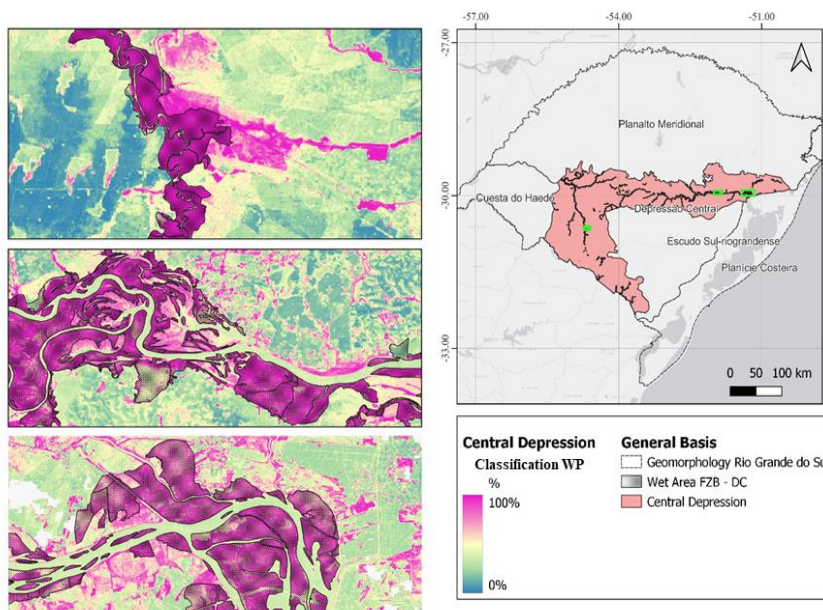 -57.00 -54.00 -51.00
-27.00
-30.00
-33.00
Planalto Meridional
Cuesta do Haedo
Depressão Central
Escudo Sul-riograndense
Planície Costeira
0 50 100 km
Central Depression
Classification WP
%
100%
0%
General Basis
Geomorphology Rio Grande do Su
Wet Area FZB - DC
Central Depression